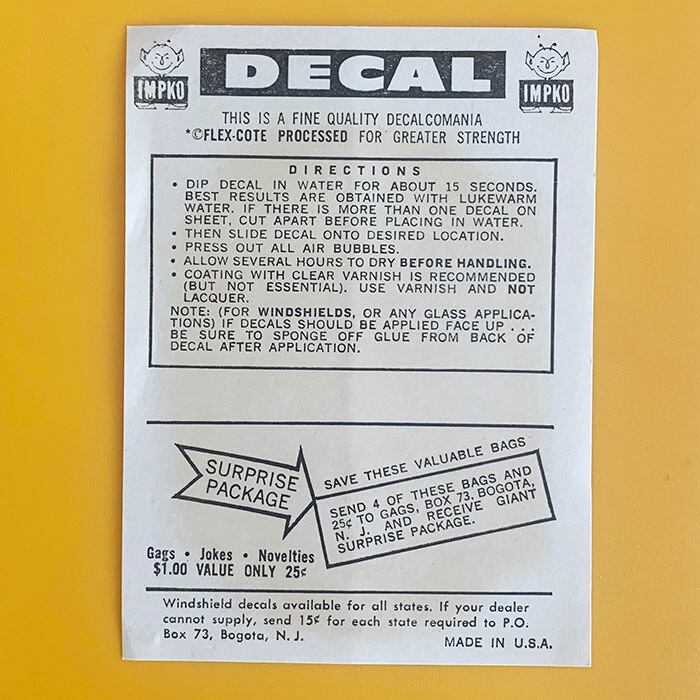 DECAL
IMPKO
IMPKO
THIS IS A FINE QUALITY DECALCOMANIA
*©FLEX-COTE PROCESSED FOR GREATER STRENGTH
DIRECTIONS
• DIP DECAL IN WATER FOR ABOUT 15 SECONDS.
BEST RESULTS ARE OBTAINED WITH LUKEWARM
WATER. IF THERE IS MORE THAN ONE DECAL ON
SHEET, CUT APART BEFORE PLACING IN WATER.
• THEN SLIDE DECAL ONTO DESIRED LOCATION.
• PRESS OUT ALL AIR BUBBLES.
• ALLOW SEVERAL HOURS TO DRY BEFORE HANDLING.
• COATING WITH CLEAR VARNISH IS RECOMMENDED
(BUT NOT ESSENTIAL). USE VARNISH AND NOT
LACQUER.
NOTE: (FOR WINDSHIELDS, OR ANY GLASS APPLICA-
TIONS) IF DECALS SHOULD BE APPLIED FACE UP . . .
BE SURE TO SPONGE OFF GLUE FROM BACK OF
DECAL AFTER APPLICATION.
SURPRISE
PACKAGE
SAVE THESE VALUABLE BAGS
SEND 4 OF THESE BAGS AND
25¢ TO GAGS, BOX 73, BOGOTA,
N. J. AND RECEIVE GIANT
SURPRISE PACKAGE.
Gags • Jokes • Novelties
$1.00 VALUE ONLY 25¢
Windshield decals available for all states. If your dealer
cannot supply, send 15¢ for each state required to P.O.
Box 73, Bogota, N. J.
MADE IN U.S.A.